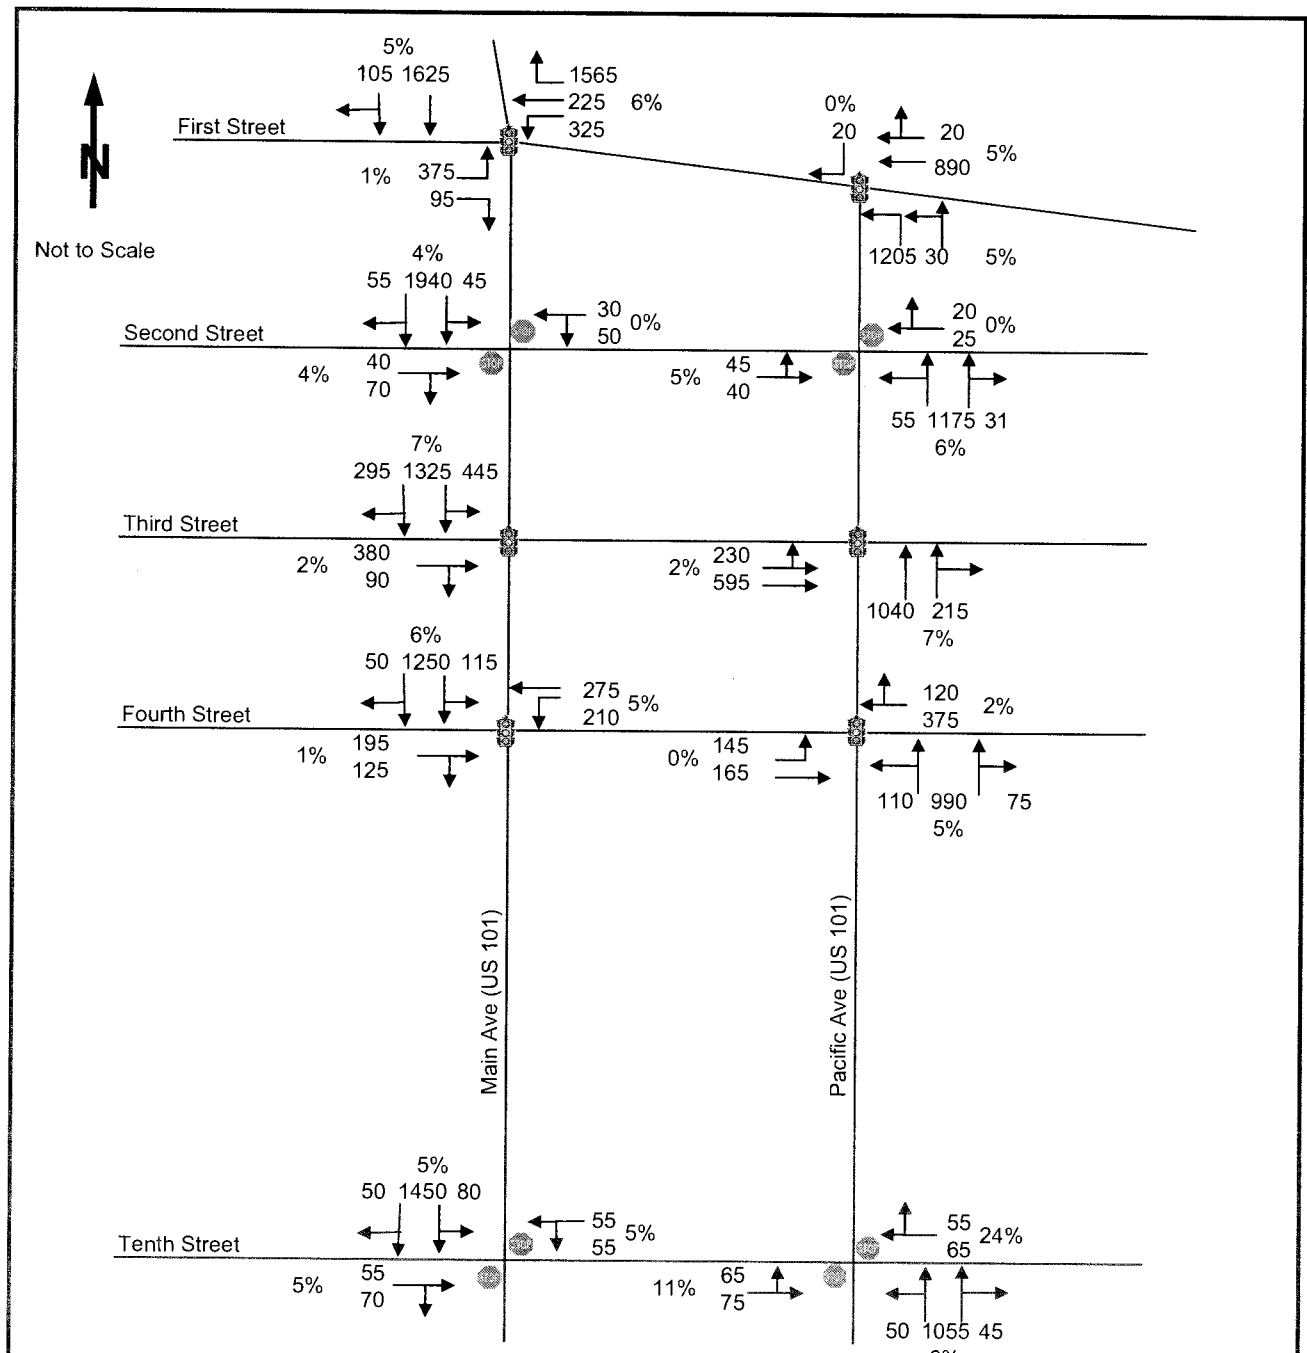 5%
105 1625
1565
225 6%
325
0%
20
20
890 5%
First Street
N
1% 375
95
1205 30 5%
Not to Scale
4%
55 1940 45
30
50 0%
20
25 0%
Second Street
4% 40
70
5% 45
40
55 1175 31
6%
7%
295 1325 445
Third Street
2% 380
90
2% 230
595
1040 215
7%
6%
50 1250 115
275
210 5%
120
375 2%
Fourth Street
1% 195
125
0% 145
165
110 990 75
5%
Main Ave (US 101)
Pacific Ave (US 101)
5%
50 1450 80
55
55 5%
55
65 24%
Tenth Street
5% 55
70
11% 65
75
50 1055 45